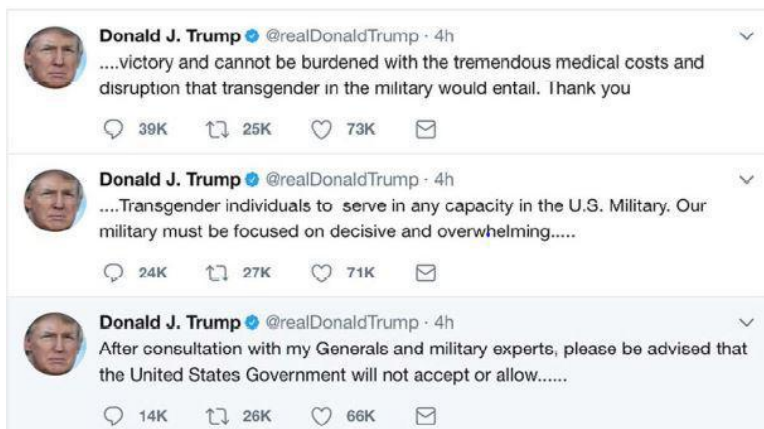 Donald J. Trump @realDonaldTrump · 4h
....victory and cannot be burdened with the tremendous medical costs and
disruption that transgender in the military would entail. Thank you
39K 25K 73K
Donald J. Trump @realDonaldTrump · 4h
....Transgender individuals to serve in any capacity in the U.S. Military. Our
military must be focused on decisive and overwhelming.....
24K 27K 71K
Donald J. Trump @realDonaldTrump · 4h
After consultation with my Generals and military experts, please be advised that
the United States Government will not accept or allow......
14K 26K 66K